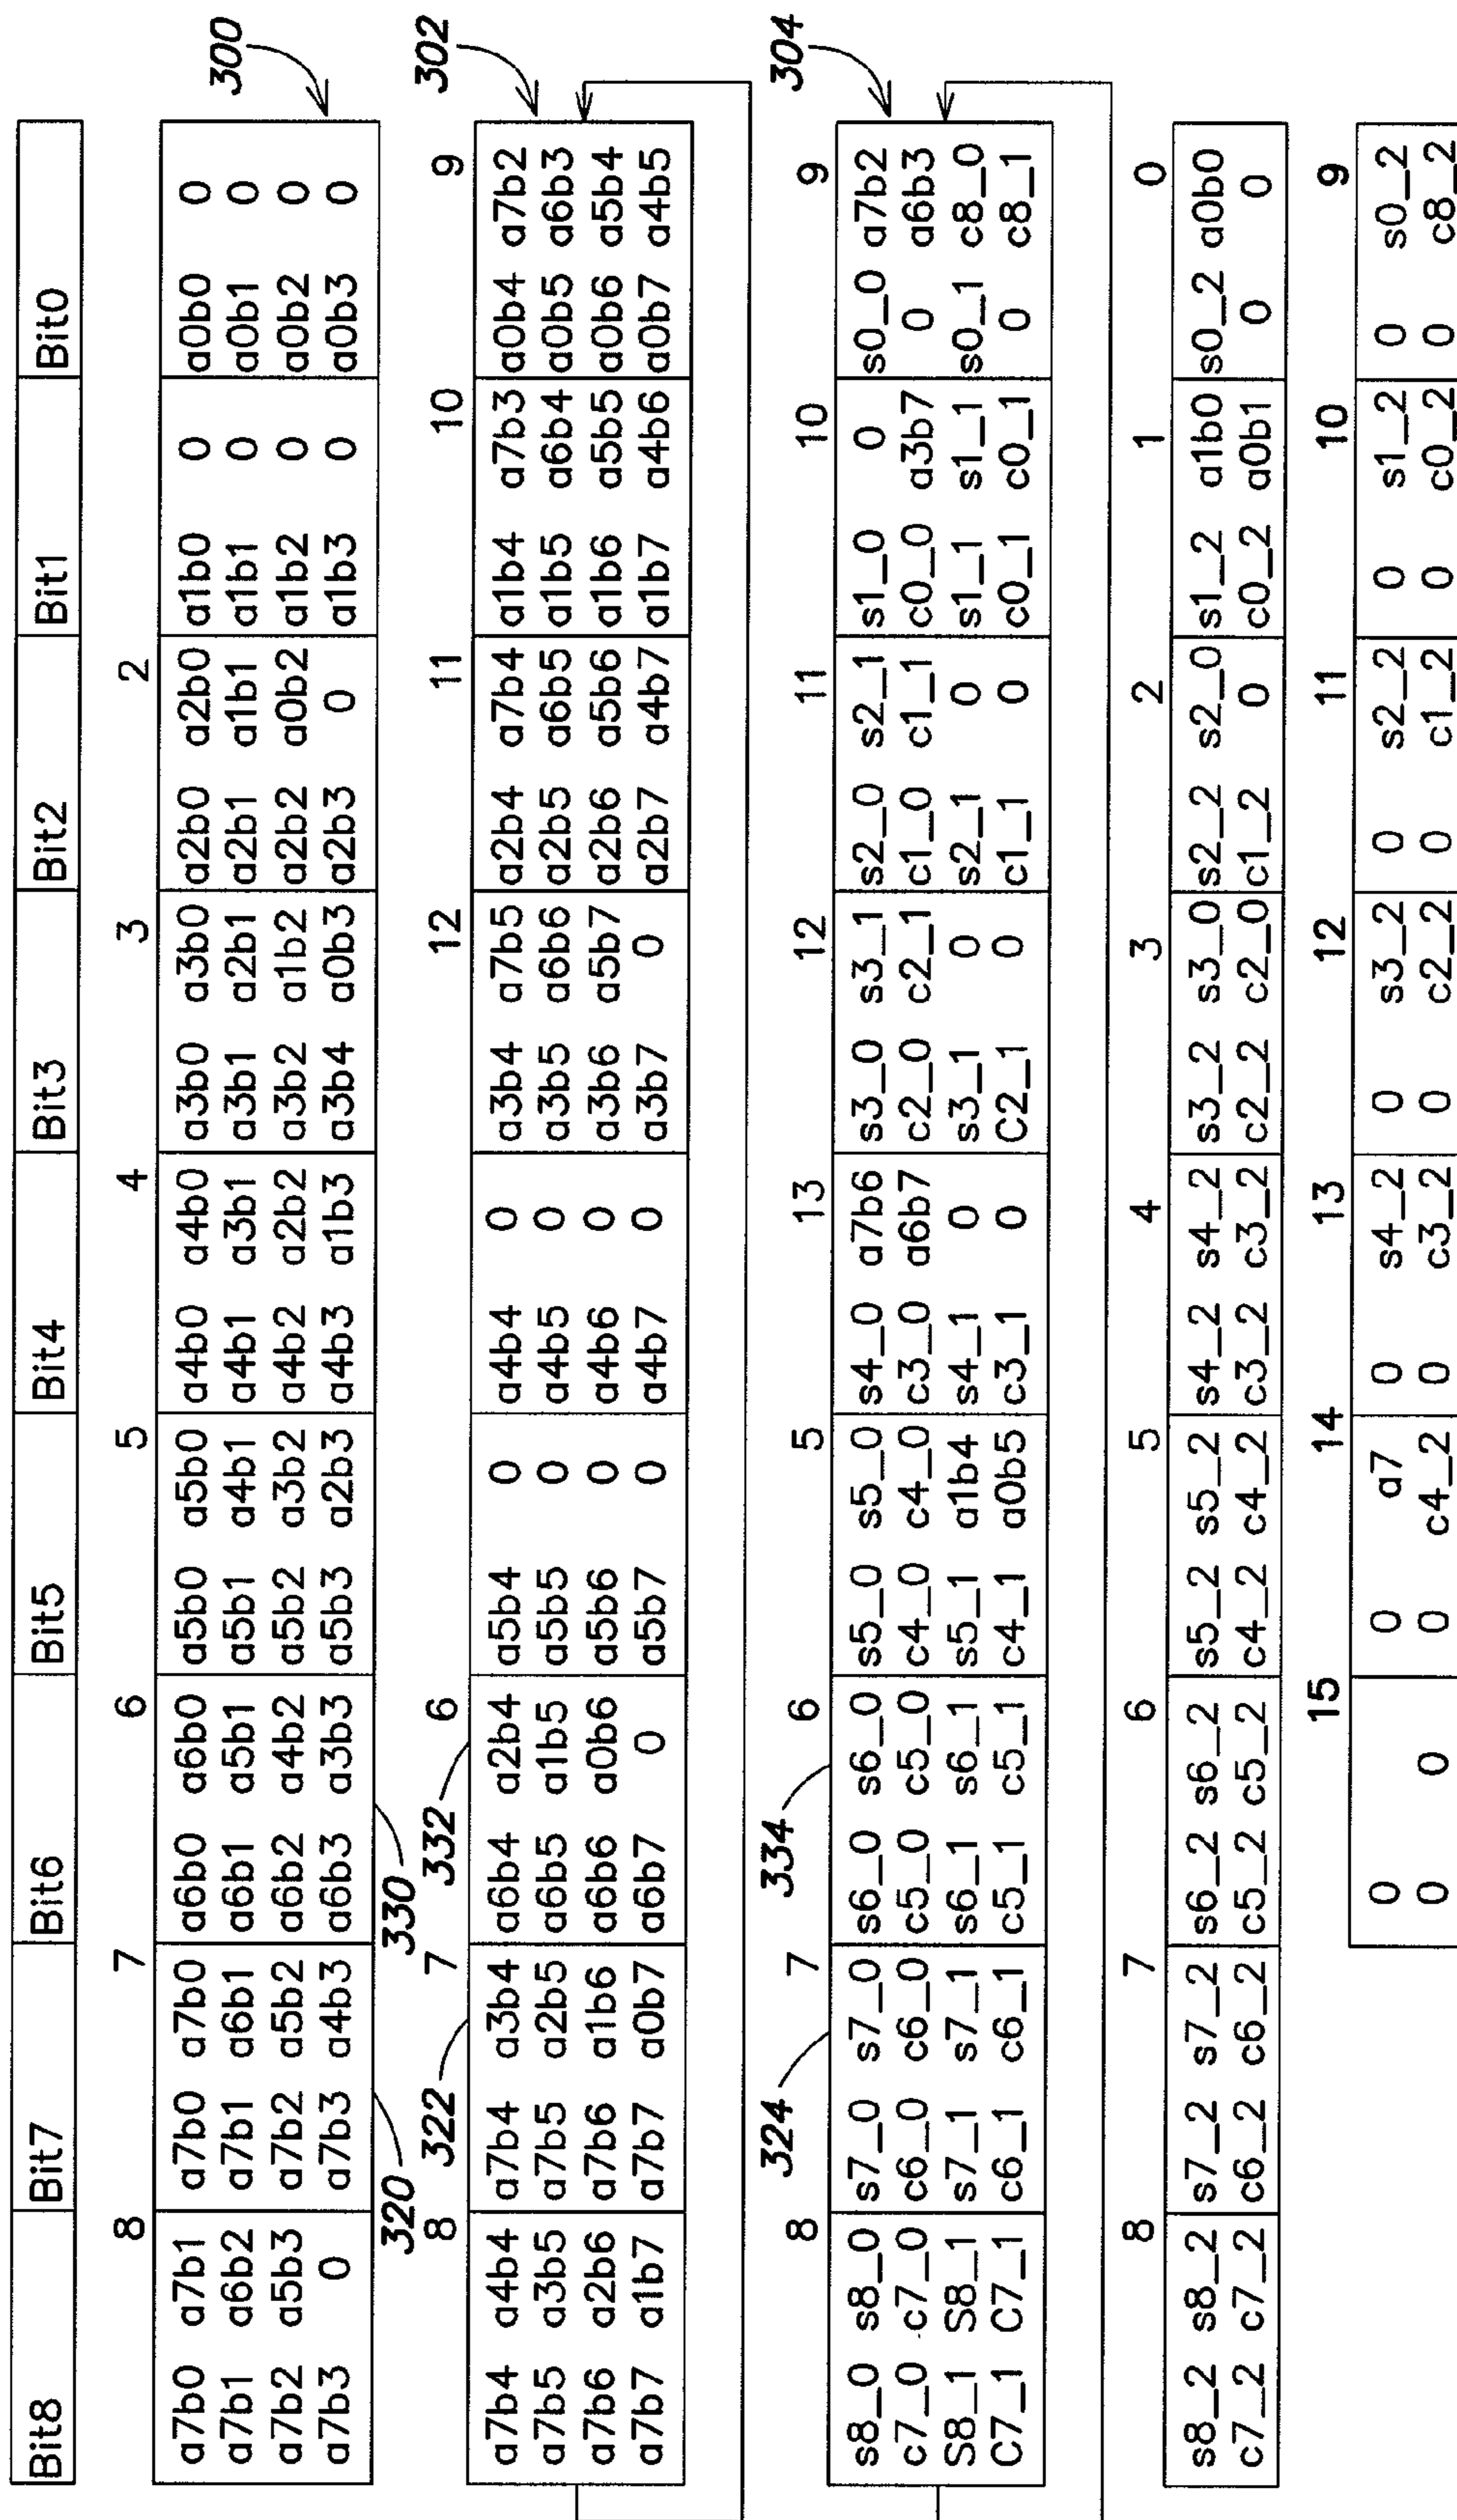 Bit8 Bit7 Bit6 Bit5 Bit4 Bit3 Bit2 Bit1 Bit0
300
8 7 6 5 4 3 2
a7b0 a7b1 a7b0 a7b0 a6b0 a6b0 a5b0 a5b0 a4b0 a4b0 a3b0 a3b0 a2b0 a2b0 a1b0 0 a0b0 0
a7b1 a6b2 a7b1 a6b1 a6b1 a5b1 a5b1 a4b1 a4b1 a3b1 a3b1 a2b1 a2b1 a1b1 a1b1 0 a0b1 0
a7b2 a5b3 a7b2 a5b2 a6b2 a4b2 a5b2 a3b2 a4b2 a2b2 a3b2 a1b2 a2b2 a0b2 a1b2 0 a0b2 0
a7b3 0 a7b3 a4b3 a6b3 a3b3 a5b3 a2b3 a4b3 a1b3 a3b4 a0b3 a2b3 0 a1b3 0 a0b3 0
320 330
302
8 322 7 332 6 12 11 10 9
a7b4 a4b4 a7b4 a3b4 a6b4 a2b4 a5b4 0 a4b4 0 a3b4 a7b5 a2b4 a7b4 a1b4 a7b3 a0b4 a7b2
a7b5 a3b5 a7b5 a2b5 a6b5 a1b5 a5b5 0 a4b5 0 a3b5 a6b6 a2b5 a6b5 a1b5 a6b4 a0b5 a6b3
a7b6 a2b6 a7b6 a1b6 a6b6 a0b6 a5b6 0 a4b6 0 a3b6 a5b7 a2b6 a5b6 a1b6 a5b5 a0b6 a5b4
a7b7 a1b7 a7b7 a0b7 a6b7 0 a5b7 0 a4b7 0 a3b7 0 a2b7 a4b7 a1b7 a4b6 a0b7 a4b5
304
8 324 7 334 6 5 13 12 11 10 9
s8_0 s8_0 s7_0 s7_0 s6_0 s6_0 s5_0 s5_0 s4_0 a7b6 s3_0 s3_1 s2_0 s2_1 s1_0 0 s0_0 a7b2
c7_0 c7_0 c6_0 c6_0 c5_0 c5_0 c4_0 c4_0 c3_0 a6b7 c2_0 c2_1 c1_0 c1_1 c0_0 a3b7 0 a6b3
S8_1 S8_1 s7_1 s7_1 s6_1 s6_1 s5_1 a1b4 s4_1 0 s3_1 0 s2_1 0 s1_1 s1_1 s0_1 c8_0
C7_1 C7_1 c6_1 c6_1 c5_1 c5_1 c4_1 a0b5 c3_1 0 C2_1 0 c1_1 0 c0_1 c0_1 0 c8_1
8 7 6 5 4 3 2 1 0
s8_2 s8_2 s7_2 s7_2 s6_2 s6_2 s5_2 s5_2 s4_2 s4_2 s3_2 s3_0 s2_2 s2_0 s1_2 a1b0 s0_2 a0b0
c7_2 c7_2 c6_2 c6_2 c5_2 c5_2 c4_2 c4_2 c3_2 c3_2 c2_2 c2_0 c1_2 0 c0_2 a0b1 0 0
15 14 13 12 11 10 9
0 0 a7 0 s4_2 0 s3_2 0 s2_2 0 s1_2 0 s0_2
0 0 0 c4_2 0 c3_2 0 c2_2 0 c1_2 0 c0_2 0 c8_2